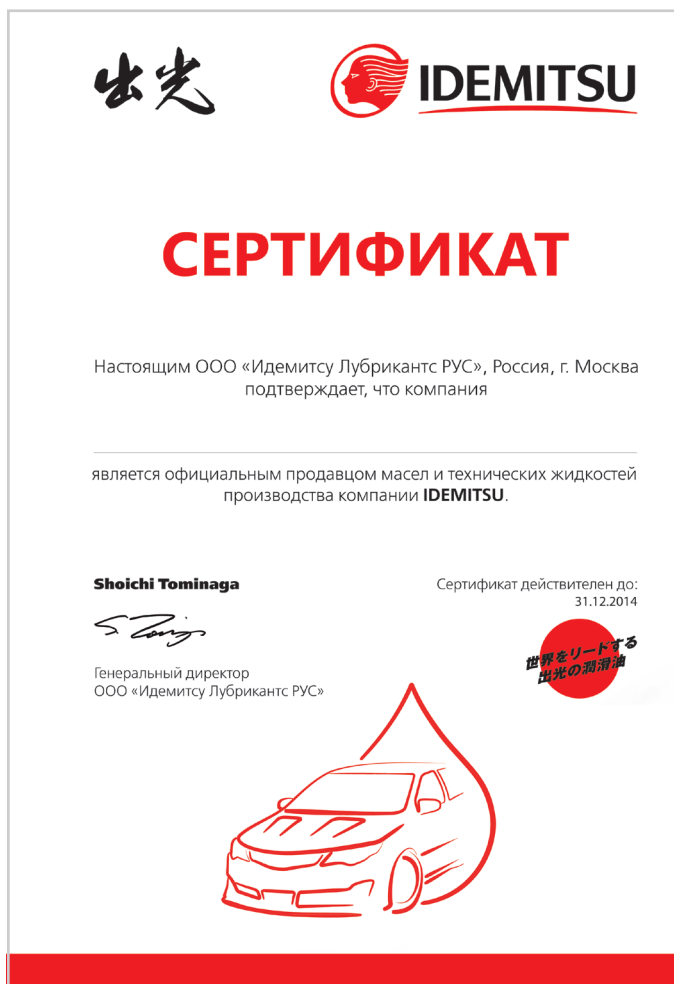 出光
IDEMITSU
СЕРТИФИКАТ
Настоящим ООО «Идемитсу Лубрикантс РУС», Россия, г. Москва
подтверждает, что компания
является официальным продавцом масел и технических жидкостей
производства компании IDEMITSU.
Shoichi Tominaga
Генеральный директор
ООО «Идемитсу Лубрикантс РУС»
Сертификат действителен до:
31.12.2014
世界をリードする
出光の潤滑油